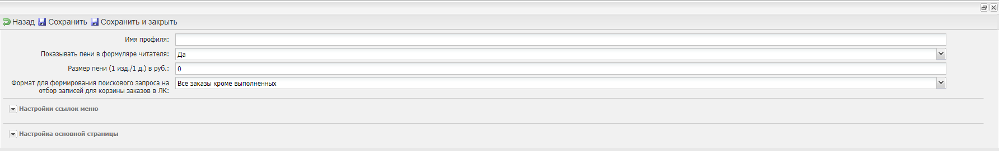 Назад Сохранить Сохранить и закрыть
Имя профиля:
Показывать пени в формуляре читателя: Да
Размер пени (1 изд./1 д.) в руб.: 0
Формат для формирования поискового запроса на
отбор записей для корзины заказов в ЛК: Все заказы кроме выполненных
Настройки ссылок меню
Настройка основной страницы